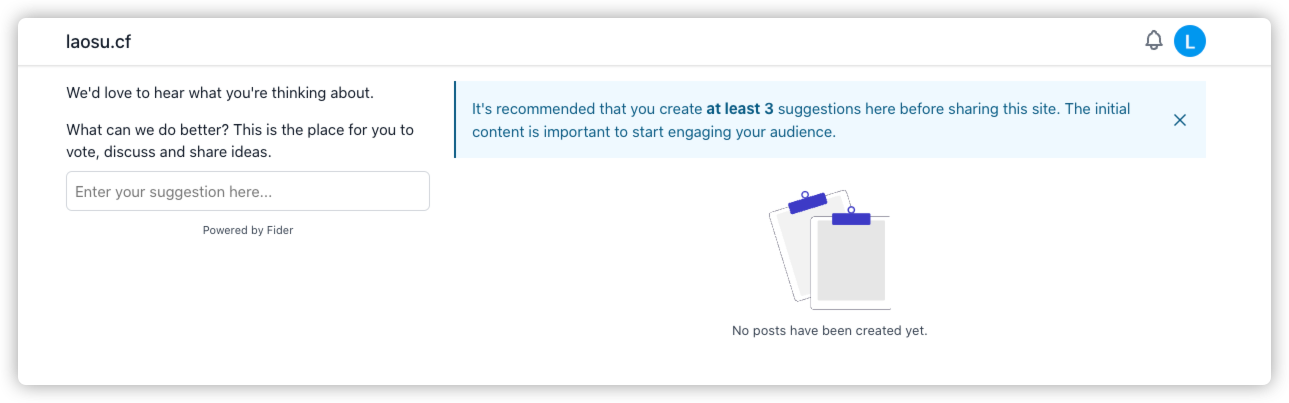 laosu.cf
L
We'd love to hear what you're thinking about.
What can we do better? This is the place for you to
vote, discuss and share ideas.
Enter your suggestion here...
Powered by Fider
It's recommended that you create at least 3 suggestions here before sharing this site. The initial
content is important to start engaging your audience.
No posts have been created yet.